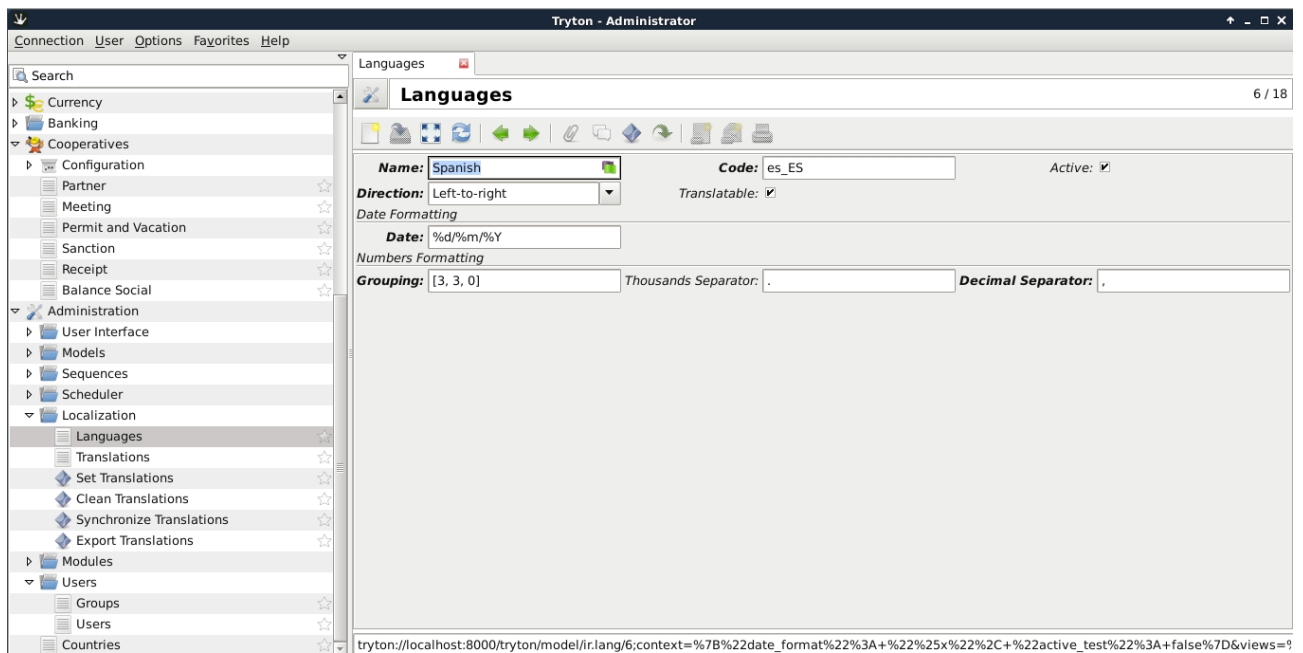 Tryton - Administrator
Connection User Options Favorites Help
Search
Currency
Banking
Cooperatives
Configuration
Partner
Meeting
Permit and Vacation
Sanction
Receipt
Balance Social
Administration
User Interface
Models
Sequences
Scheduler
Localization
Languages
Translations
Set Translations
Clean Translations
Synchronize Translations
Export Translations
Modules
Users
Groups
Users
Countries
Languages
Languages 6 / 18
Name: Spanish Code: es_ES Active:
Direction: Left-to-right Translatable:
Date Formatting
Date: %d/%m/%Y
Numbers Formatting
Grouping: [3, 3, 0] Thousands Separator: . Decimal Separator: ,
tryton://localhost:8000/tryton/model/ir.lang/6;context=%7B%22date_format%22%3A+%22%25x%22%2C+%22active_test%22%3A+false%7D&views=%